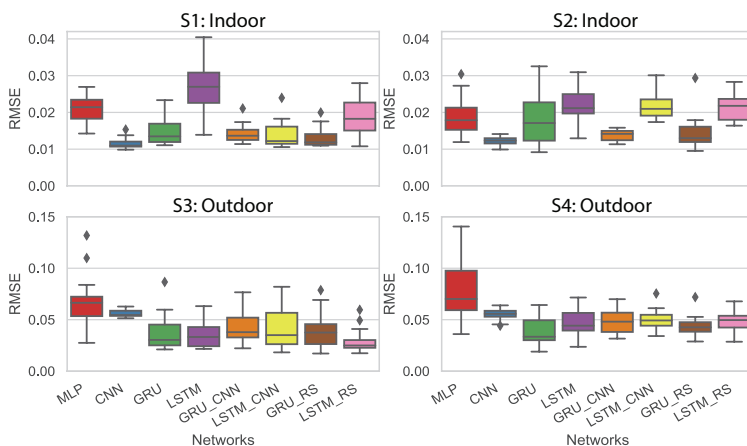 S1: Indoor
S2: Indoor
0.04
0.03
0.02
0.01
0.00
RMSE
0.04
0.03
0.02
0.01
0.00
RMSE
S3: Outdoor
S4: Outdoor
0.15
0.10
0.05
0.00
RMSE
0.15
0.10
0.05
0.00
RMSE
MLP
CNN
GRU
LSTM
GRU_CNN
LSTM_CNN
GRU_RS
LSTM_RS
Networks
MLP
CNN
GRU
LSTM
GRU_CNN
LSTM_CNN
GRU_RS
LSTM_RS
Networks